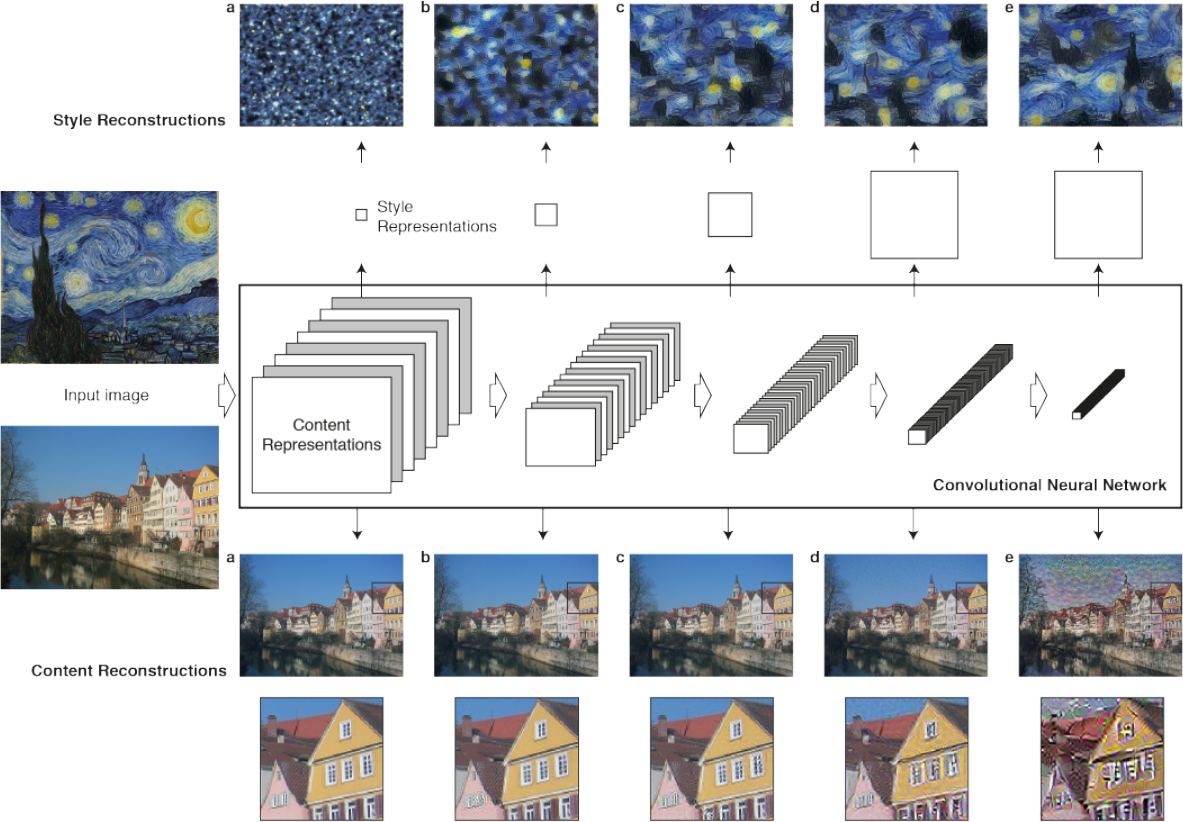 a
b
c
d
e
Style Reconstructions
Style
Representations
Input image
Content
Representations
Convolutional Neural Network
a
b
c
d
e
Content Reconstructions